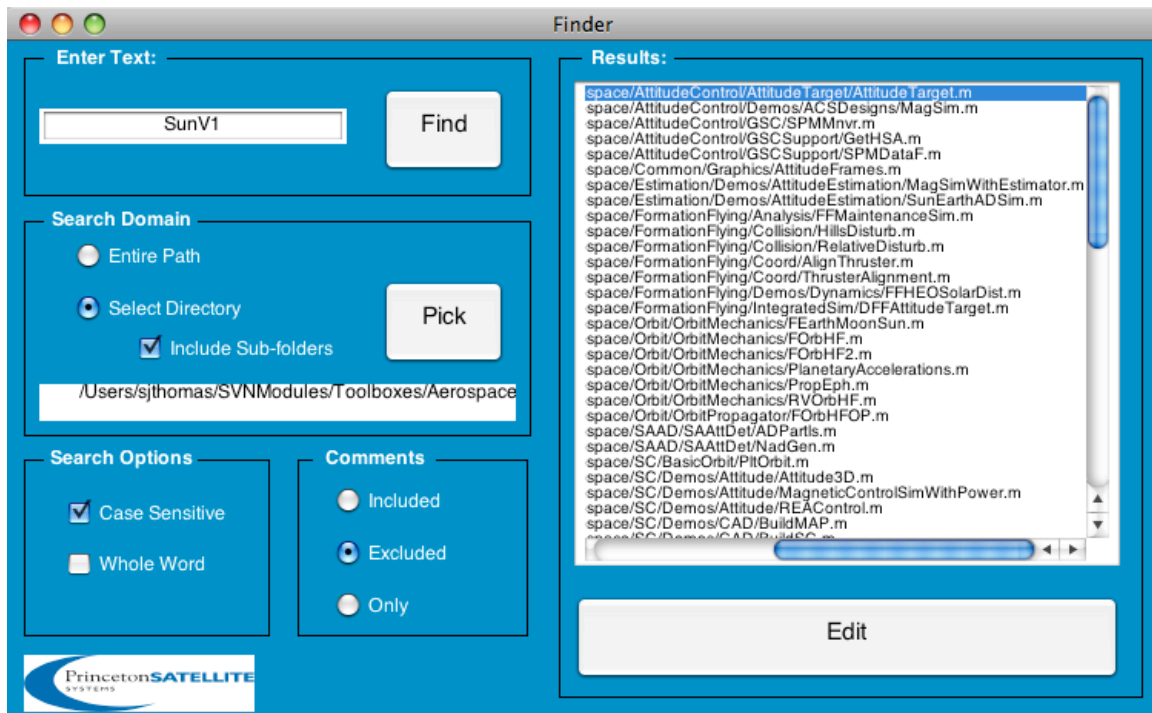 Finder
Enter Text:
SunV1
Find
Search Domain
Entire Path
Select Directory
Pick
Include Sub-folders
/Users/sjthomas/SVNModules/Toolboxes/Aerospace
Search Options
Case Sensitive
Whole Word
Comments
Included
Excluded
Only
PrincetonSATELLITE
SYSTEMS
Results:
space/AttitudeControl/AttitudeTarget/AttitudeTarget.m
space/AttitudeControl/Demos/ACSDesigns/MagSim.m
space/AttitudeControl/GSC/SPMMnvr.m
space/AttitudeControl/GSCSupport/GetHSA.m
space/AttitudeControl/GSCSupport/SPMDataF.m
space/Common/Graphics/AttitudeFrames.m
space/Estimation/Demos/AttitudeEstimation/MagSimWithEstimator.m
space/Estimation/Demos/AttitudeEstimation/SunEarthADSim.m
space/FormationFlying/Analysis/FFMaintenanceSim.m
space/FormationFlying/Collision/HillsDisturb.m
space/FormationFlying/Collision/RelativeDisturb.m
space/FormationFlying/Coord/AlignThruster.m
space/FormationFlying/Coord/ThrusterAlignment.m
space/FormationFlying/Demos/Dynamics/FFHEOSolarDist.m
space/FormationFlying/IntegratedSim/DFFAttitudeTarget.m
space/Orbit/OrbitMechanics/FEarthMoonSun.m
space/Orbit/OrbitMechanics/FOrbHF.m
space/Orbit/OrbitMechanics/FOrbHF2.m
space/Orbit/OrbitMechanics/PlanetaryAccelerations.m
space/Orbit/OrbitMechanics/PropEph.m
space/Orbit/OrbitMechanics/RVOrbHF.m
space/Orbit/OrbitPropagator/FOrbHFOP.m
space/SAAD/SAAttDet/ADPartls.m
space/SAAD/SAAttDet/NadGen.m
space/SC/BasicOrbit/PltOrbit.m
space/SC/Demos/Attitude/Attitude3D.m
space/SC/Demos/Attitude/MagneticControlSimWithPower.m
space/SC/Demos/Attitude/REAControl.m
space/SC/Demos/CAD/BuildMAP.m
space/SC/Demos/CAD/BuildSC.m
Edit